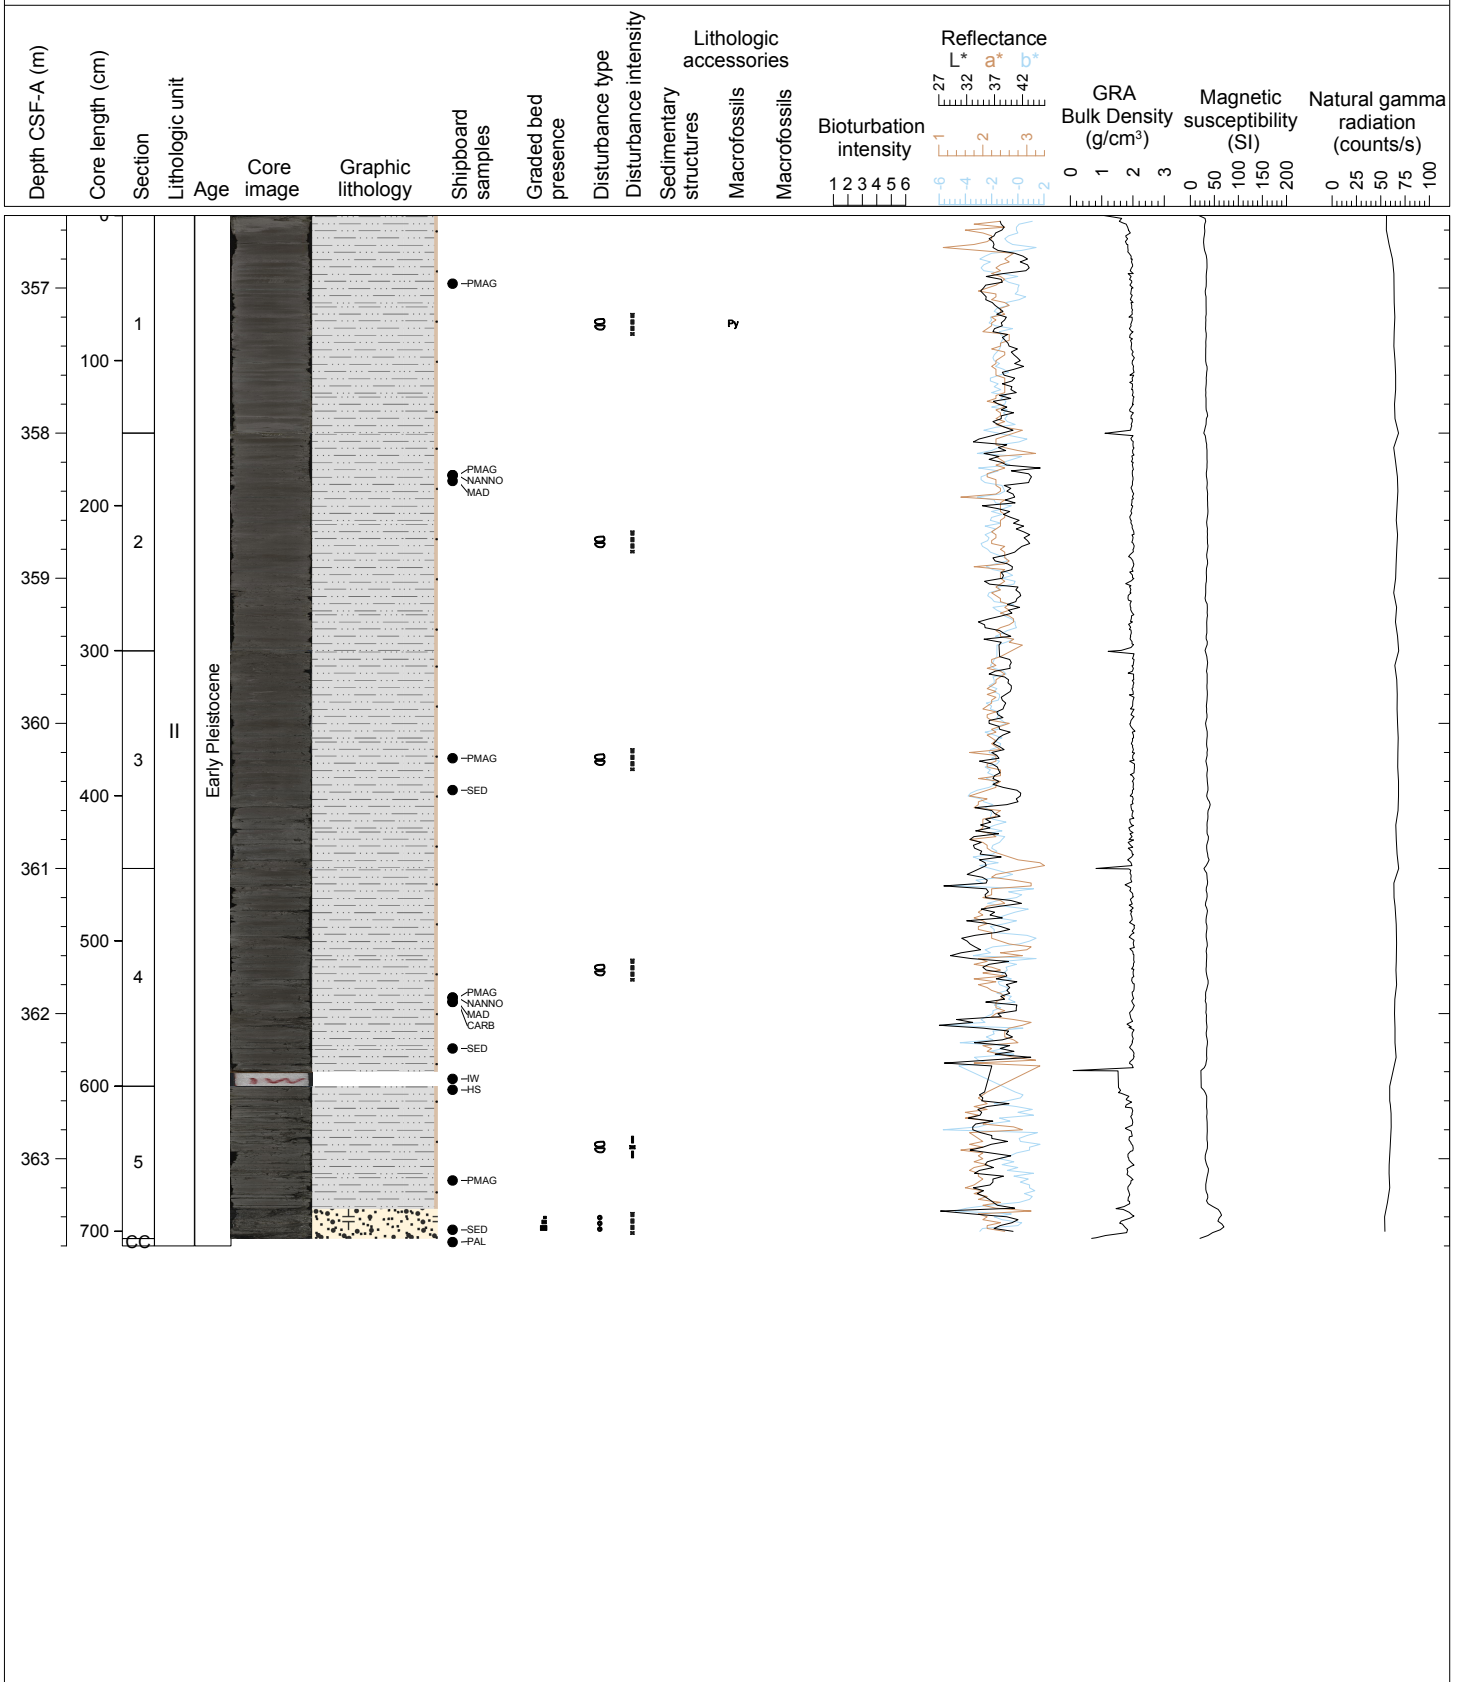 Depth CSF-A (m)
Core length (cm)
Section
Lithologic unit
Age
Core
image
Graphic
lithology
Shipboard
samples
Graded bed
presence
Disturbance type
Disturbance intensity
Lithologic
accessories
Sedimentary
structures
Macrofossils
Macrofossils
Bioturbation
intensity
1 2 3 4 5 6
Reflectance
L* a* b*
27 32 37 42
1 2 3
-6 -4 -2 -0 2
GRA
Bulk Density
(g/cm³)
0 1 2 3
Magnetic
susceptibility
(SI)
0 50 100 150 200
Natural gamma
radiation
(counts/s)
0 25 50 75 100
0
357
PMAG
1
Py
100
358
PMAG
NANNO
MAD
200
2
359
300
Early Pleistocene
II
360
3
PMAG
SED
400
361
500
4
PMAG
NANNO
362
MAD
CARB
SED
IW
600
HS
363
5
PMAG
700
SED
CC
PAL